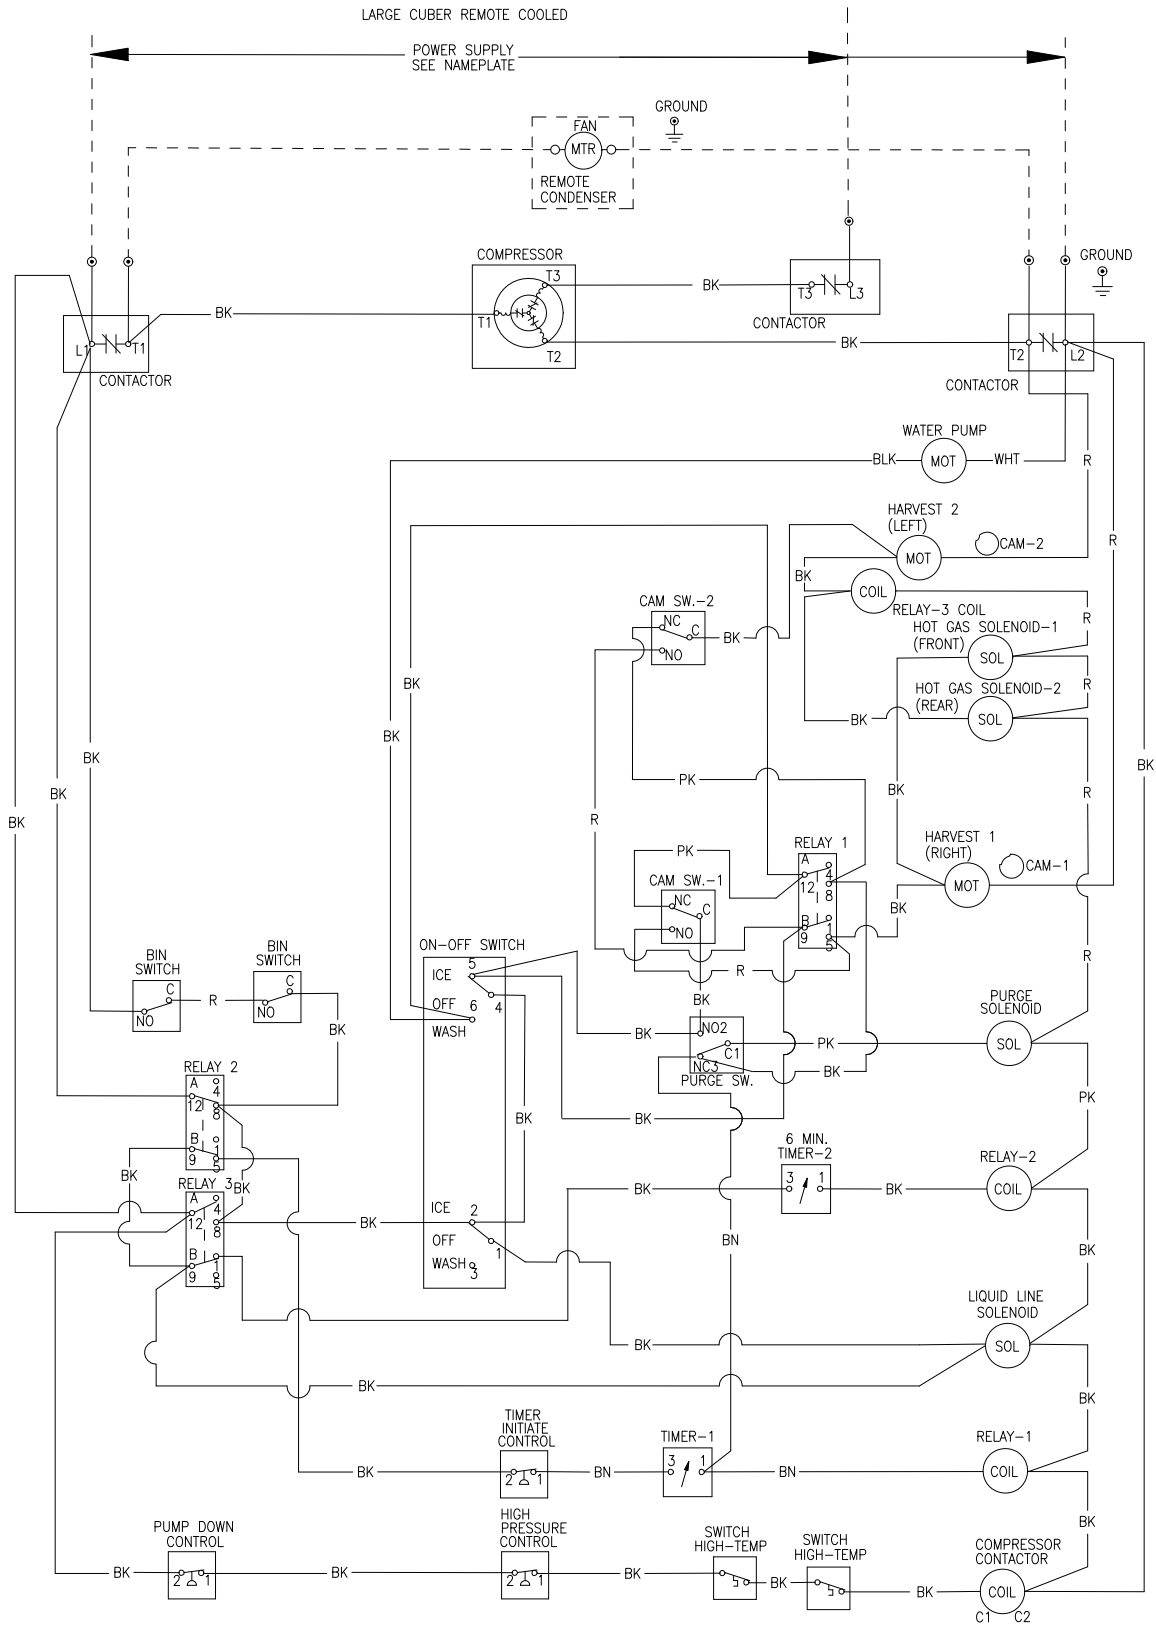 LARGE CUBER REMOTE COOLED
POWER SUPPLY
SEE NAMEPLATE
GROUND
FAN
MTR
REMOTE
CONDENSER
COMPRESSOR
GROUND
T3
BK
T3
L3
BK
T1
CONTACTOR
L1
T1
T2
BK
T2
L2
CONTACTOR
CONTACTOR
WATER PUMP
BLK
MOT
WHT
R
HARVEST 2
(LEFT)
MOT
CAM-2
R
BK
COIL
CAM SW.-2
RELAY-3 COIL
NC
C
BK
R
HOT GAS SOLENOID-1
(FRONT)
NO
SOL
BK
R
HOT GAS SOLENOID-2
(REAR)
BK
SOL
BK
BK
BK
PK
BK
R
BK
BK
R
HARVEST 1
(RIGHT)
RELAY 1
PK
A
CAM-1
CAM SW.-1
4
12
MOT
8
NC
C
BK
B
1
NO
9
5
ON-OFF SWITCH
BIN
SWITCH
BIN
SWITCH
5
R
R
ICE
C
C
R
OFF
6
4
BK
PURGE
SOLENOID
NO
NO
BK
WASH
BK
NO2
PK
SOL
C1
NC3
BK
RELAY 2
PURGE SW.
A
4
12
8
PK
BK
BK
B
1
9
5
6 MIN.
TIMER-2
RELAY-2
BK
RELAY 3
BK
3
1
BK
BK
COIL
A
4
ICE
2
12
8
BK
OFF
BN
B
1
1
BK
WASH
3
9
5
LIQUID LINE
SOLENOID
BK
SOL
BK
BK
TIMER
INITIATE
CONTROL
TIMER-1
RELAY-1
3
1
BK
2
1
BN
BN
COIL
HIGH
PRESSURE
CONTROL
BK
PUMP DOWN
CONTROL
SWITCH
HIGH-TEMP
SWITCH
HIGH-TEMP
COMPRESSOR
CONTACTOR
BK
2
1
BK
2
1
BK
BK
BK
COIL
C1
C2